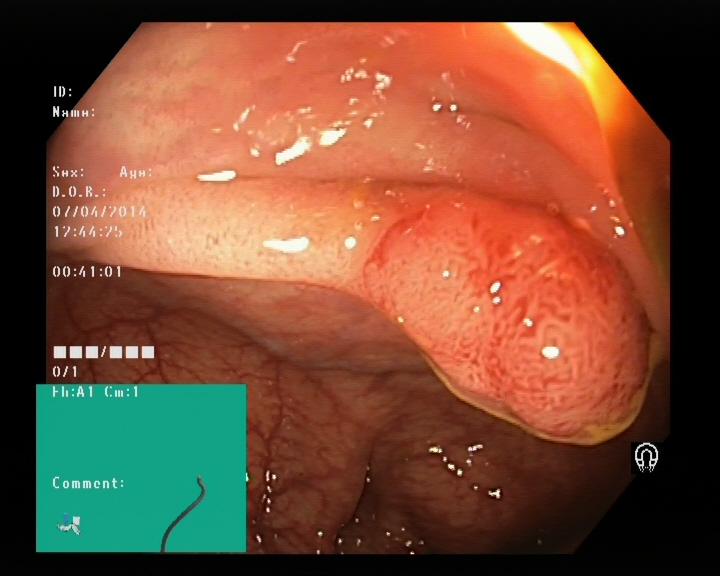 ID:
Name:
Sex: Age:
D.O.B.:
07/04/2014
12:44:25
00:41:01
■■■/■■■
0/1
Eh:A1 Cm:1
Comment: